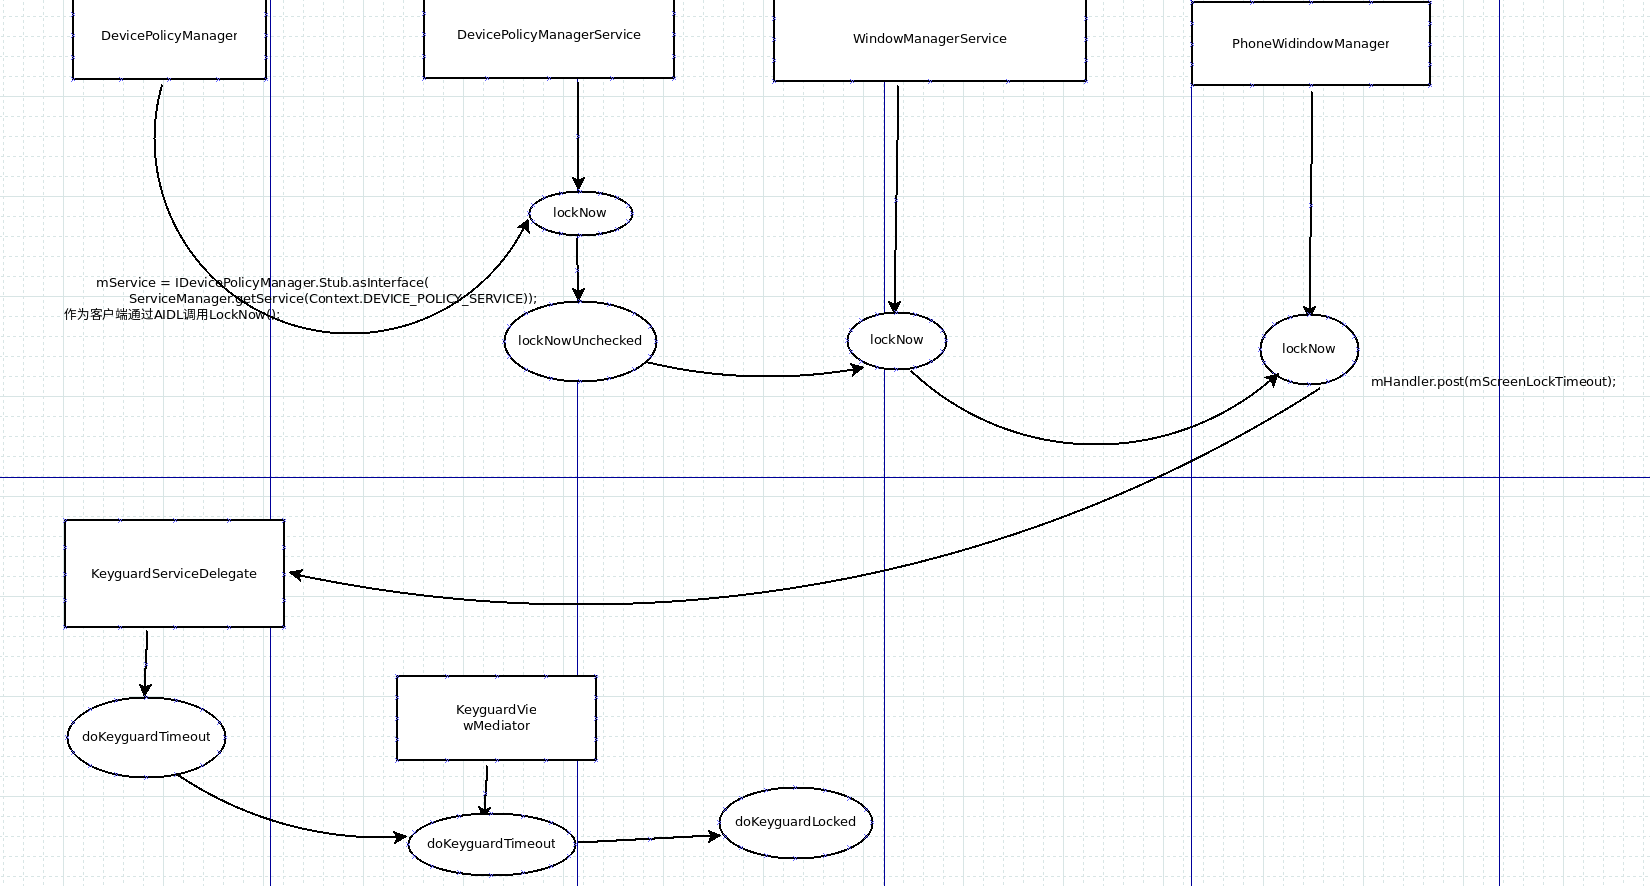 DevicePolicyManager
DevicePolicyManagerService
WindowManagerService
PhoneWidindowManager
lockNow
mService = IDevicePolicyManager.Stub.asInterface(
ServiceManager.getService(Context.DEVICE_POLICY_SERVICE));
作为客户端通过AIDL调用LockNow();
lockNowUnchecked
lockNow
lockNow
mHandler.post(mScreenLockTimeout);
KeyguardServiceDelegate
doKeyguardTimeout
KeyguardVie
wMediator
doKeyguardTimeout
doKeyguardLocked